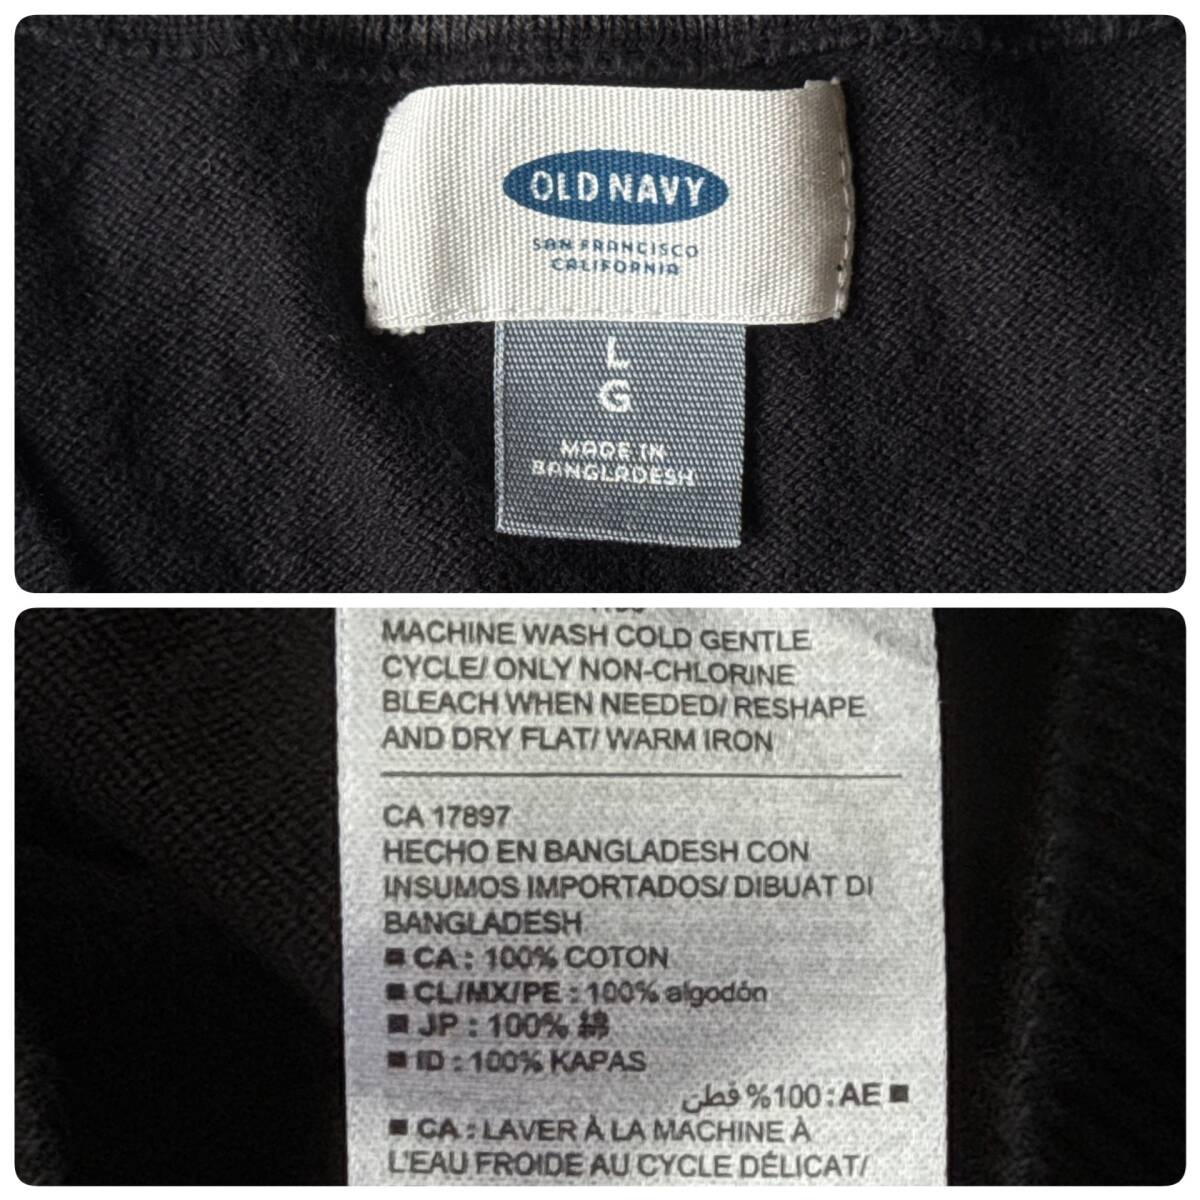 OLD NAVY
SAN FRANCISCO
CALIFORNIA
L
G
MADE IN
BANGLADESH
MACHINE WASH COLD GENTLE
CYCLE/ ONLY NON-CHLORINE
BLEACH WHEN NEEDED/ RESHAPE
AND DRY FLAT/ WARM IRON
CA 17897
HECHO EN BANGLADESH CON
INSUMOS IMPORTADOS/ DIBUAT DI
BANGLADESH
■ CA : 100% COTON
■ CL/MX/PE : 100% algodón
■ JP : 100% 綿
■ ID : 100% KAPAS
■ AE : 100% قطن
■ CA : LAVER À LA MACHINE À
L'EAU FROIDE AU CYCLE DÉLICAT/